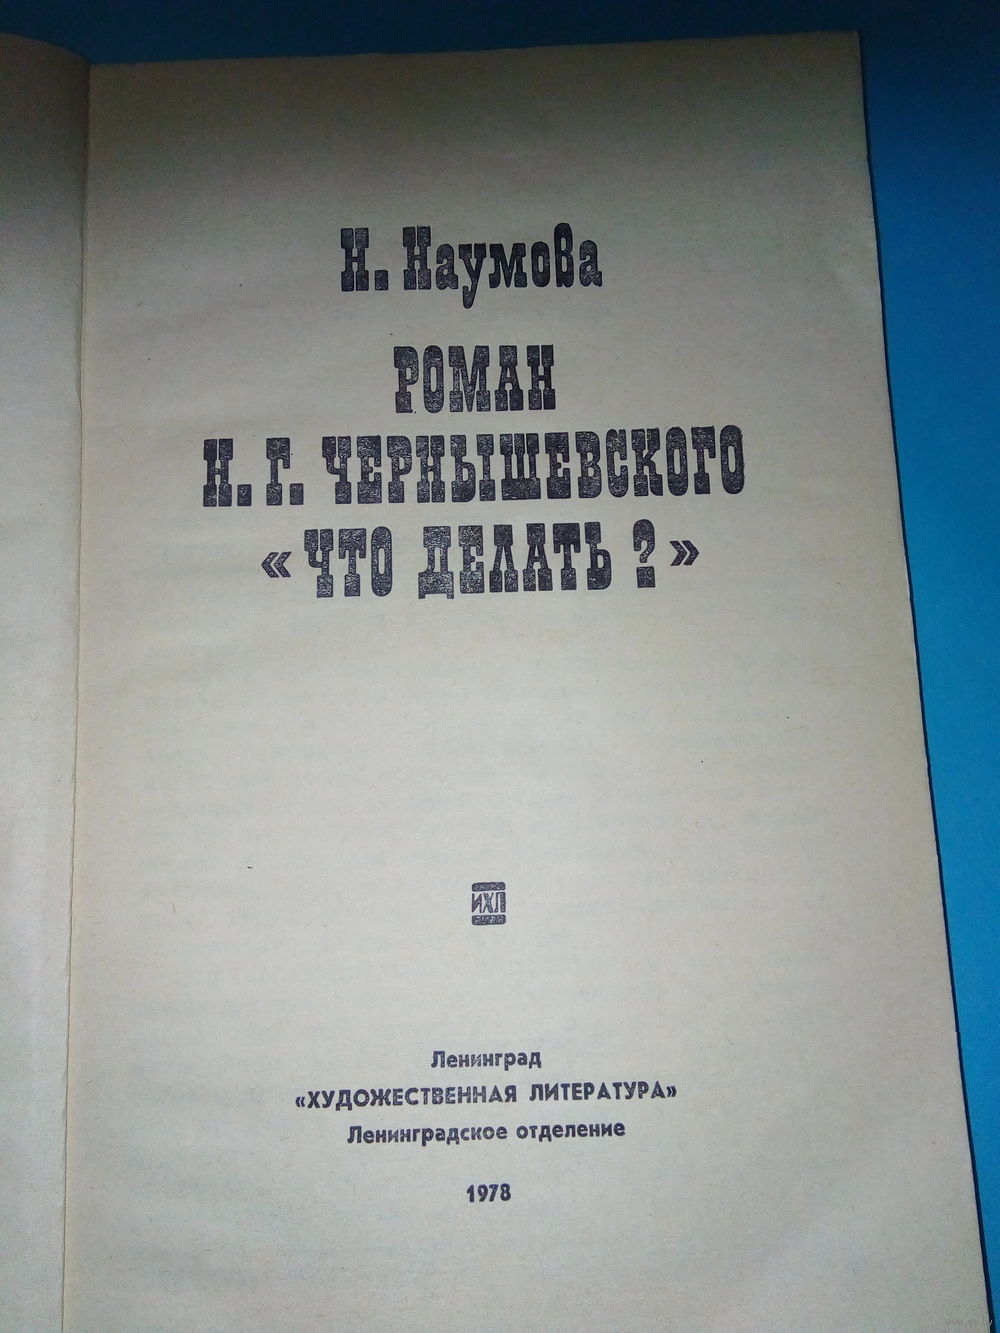 Н. Наумова
РОМАН
Н. Г. ЧЕРНЫШЕВСКОГО
«ЧТО ДЕЛАТЬ?»
ИХЛ
Ленинград
«ХУДОЖЕСТВЕННАЯ ЛИТЕРАТУРА»
Ленинградское отделение
1978